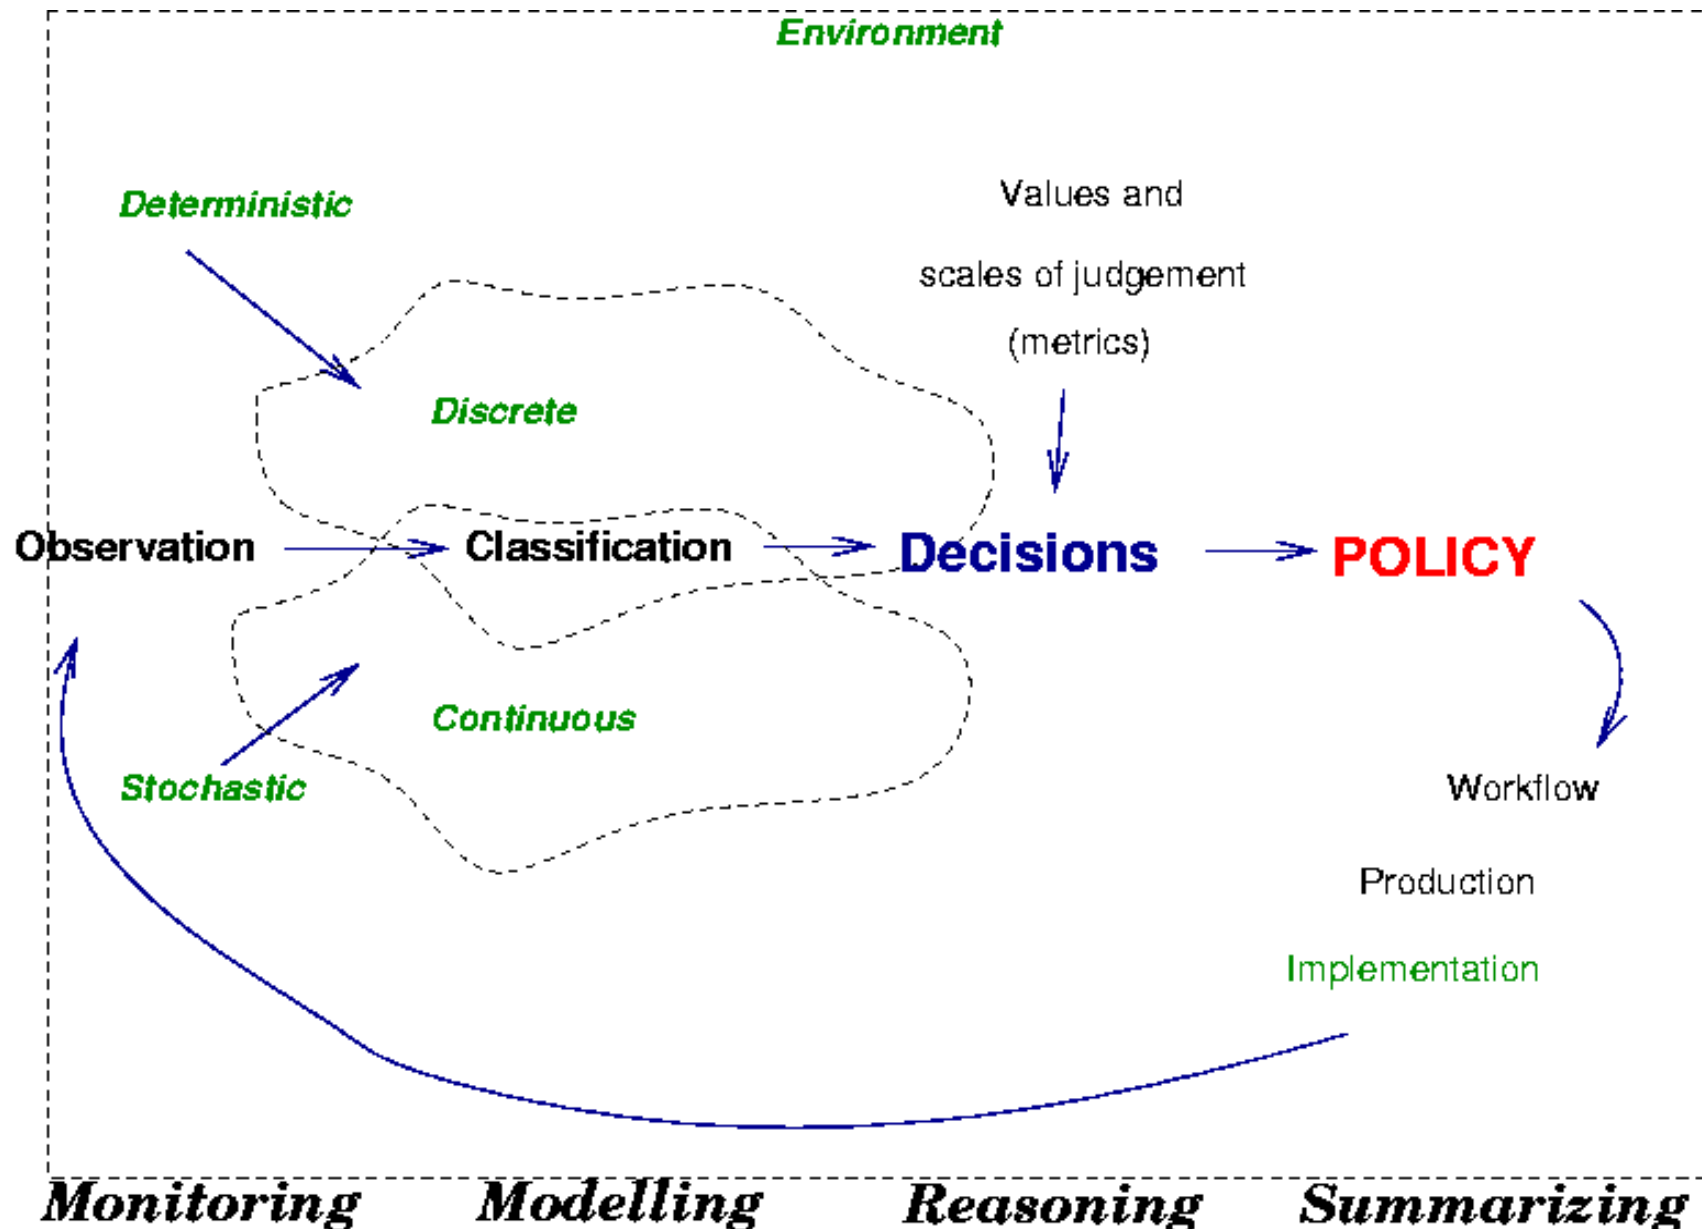 Environment
Deterministic
Values and
scales of judgement
(metrics)
Discrete
Observation
Classification
Decisions
POLICY
Continuous
Stochastic
Workflow
Production
Implementation
Monitoring
Modelling
Reasoning
Summarizing